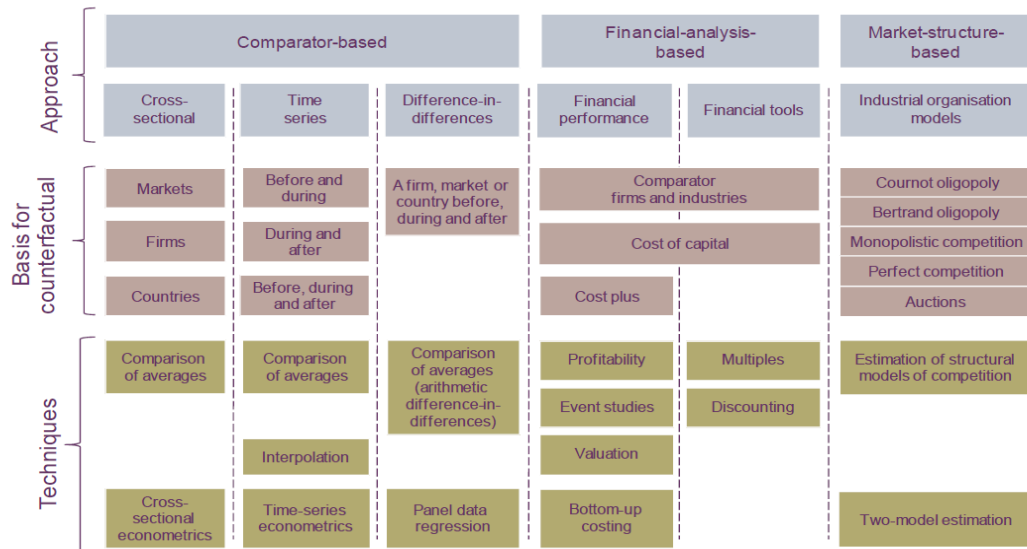 Approach
Comparator-based
Financial-analysis-
based
Market-structure-
based
Cross-
sectional
Time
series
Difference-in-
differences
Financial
performance
Financial tools
Industrial organisation
models
Basis for
counterfactual
Markets
Before and
during
A firm, market or
country before,
during and after
Comparator
firms and industries
Cournot oligopoly
Bertrand oligopoly
Firms
During and
after
Cost of capital
Monopolistic competition
Perfect competition
Countries
Before, during
and after
Cost plus
Auctions
Techniques
Comparison
of averages
Comparison
of averages
Comparison
of averages
(arithmetic
difference-in-
differences)
Profitability
Multiples
Estimation of structural
models of competition
Event studies
Discounting
Interpolation
Valuation
Cross-
sectional
econometrics
Time-series
econometrics
Panel data
regression
Bottom-up
costing
Two-model estimation